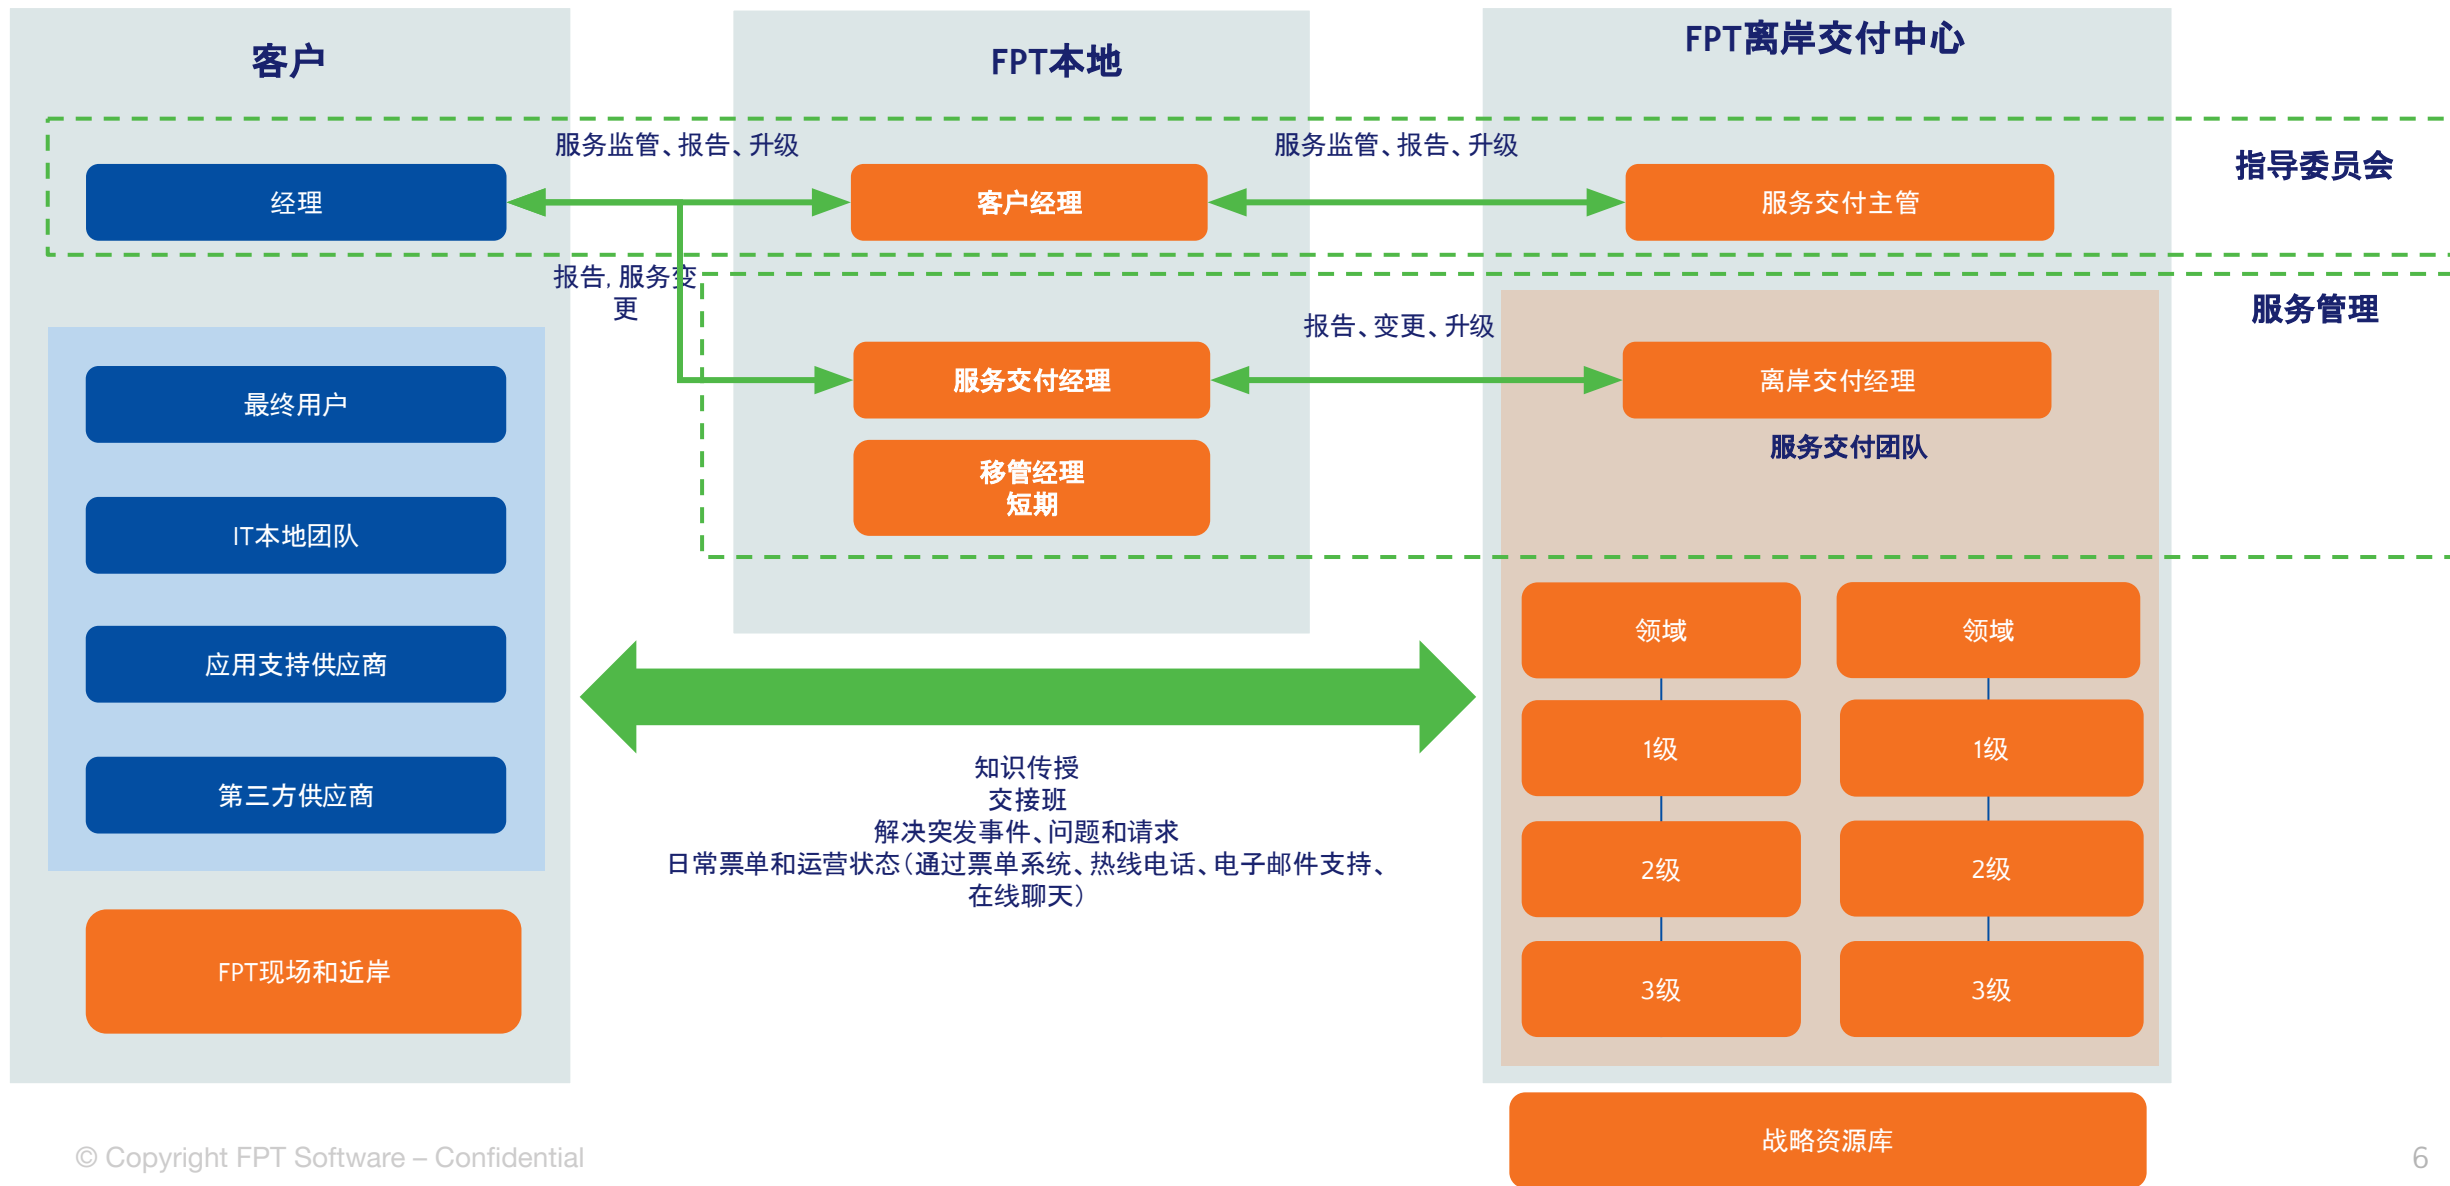 客户
FPT本地
FPT离岸交付中心
服务监管、报告、升级
服务监管、报告、升级
指导委员会
经理
客户经理
服务交付主管
报告, 服务变
更
服务管理
报告、变更、升级
服务交付经理
离岸交付经理
最终用户
服务交付团队
移管经理
短期
IT本地团队
领域
领域
应用支持供应商
1级
1级
知识传授
交接班
解决突发事件、问题和请求
日常票单和运营状态（通过票单系统、热线电话、电子邮件支持、
在线聊天）
第三方供应商
2级
2级
FPT现场和近岸
3级
3级
战略资源库
© Copyright FPT Software – Confidential
6